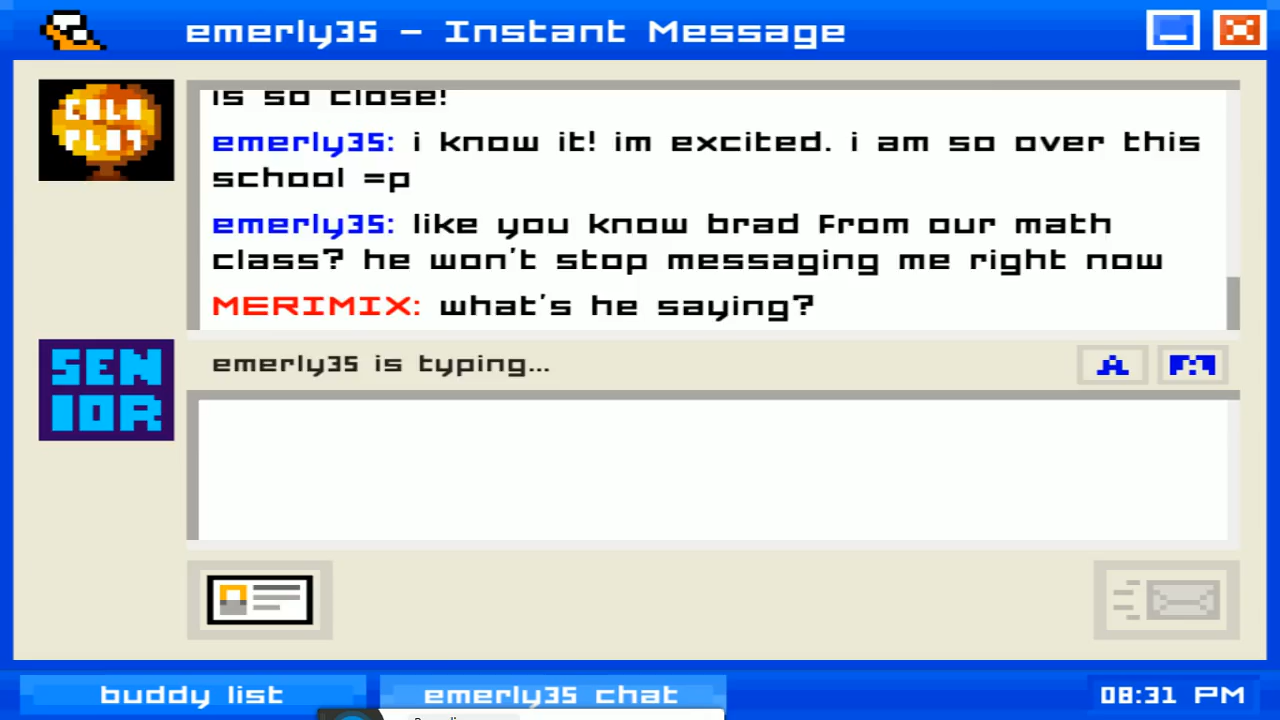 emerly35 - Instant Message
COLD
PLAY
is so close!
emerly35: i know it! im excited. i am so over this
school =p
emerly35: like you know brad From our math
class? he won't stop messaging me right now
MERIMIX: what's he saying?
SEN
IOR
emerly35 is typing...
A
buddy list
emerly35 chat
08:31 PM